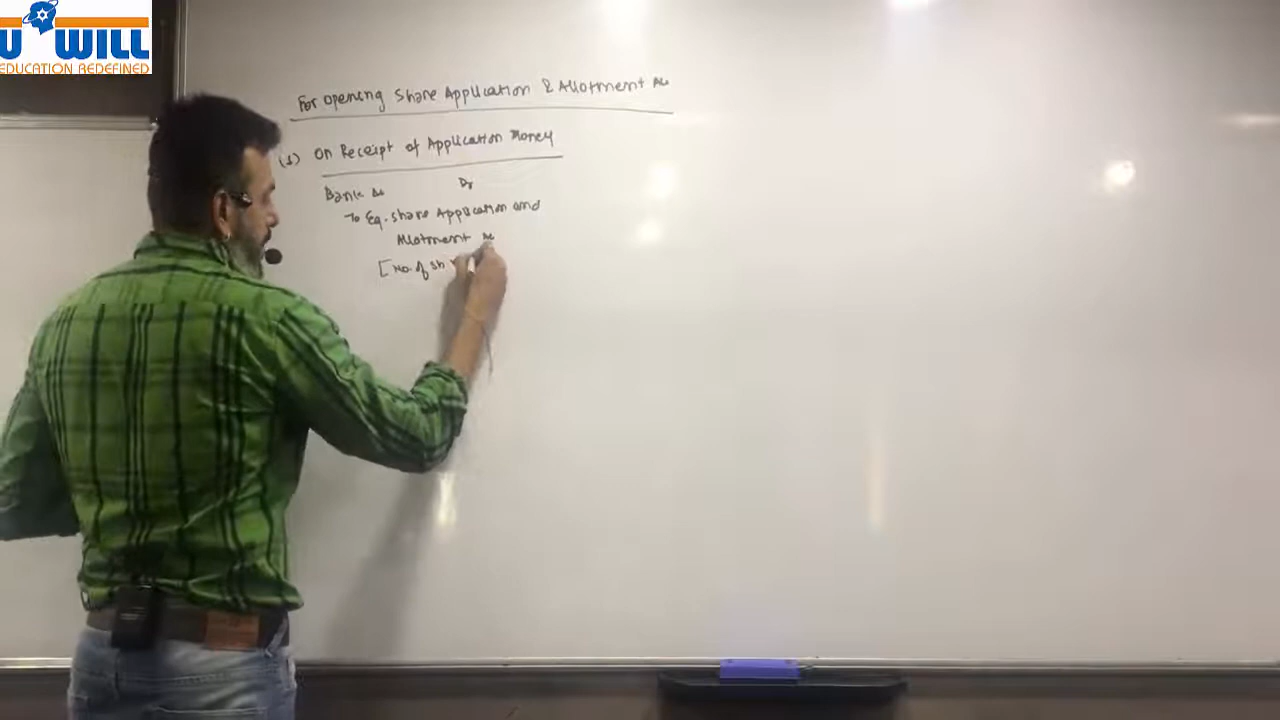 U WILL
EDUCATION REDEFINED
For opening Share Application & Allotment A/c
(1) On Receipt of Application Money
Bank A/c Dr
To Eq. share Application and
Allotment A/c
[No. of sh